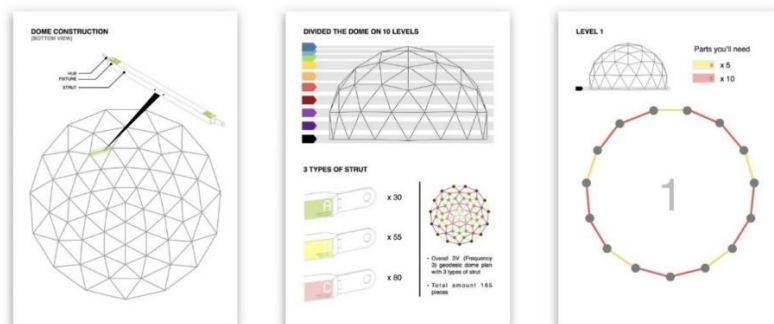 DOME CONSTRUCTION
(BOTTOM VIEW)
HUB
FIXTURE
STRUT
DIVIDED THE DOME ON 10 LEVELS
3 TYPES OF STRUT
A
x 30
x 55
C
x 80
• Overall 3V (Frequency
3) geodesic dome plan
with 3 types of strut
• Total amount 165
pieces
LEVEL 1
Parts you'll need
x 5
x 10
1